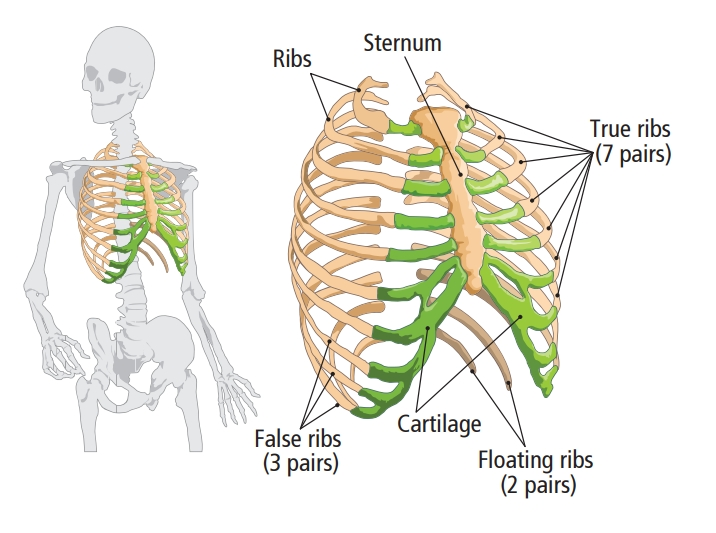 Sternum
Ribs
True ribs
(7 pairs)
Cartilage
False ribs
(3 pairs)
Floating ribs
(2 pairs)